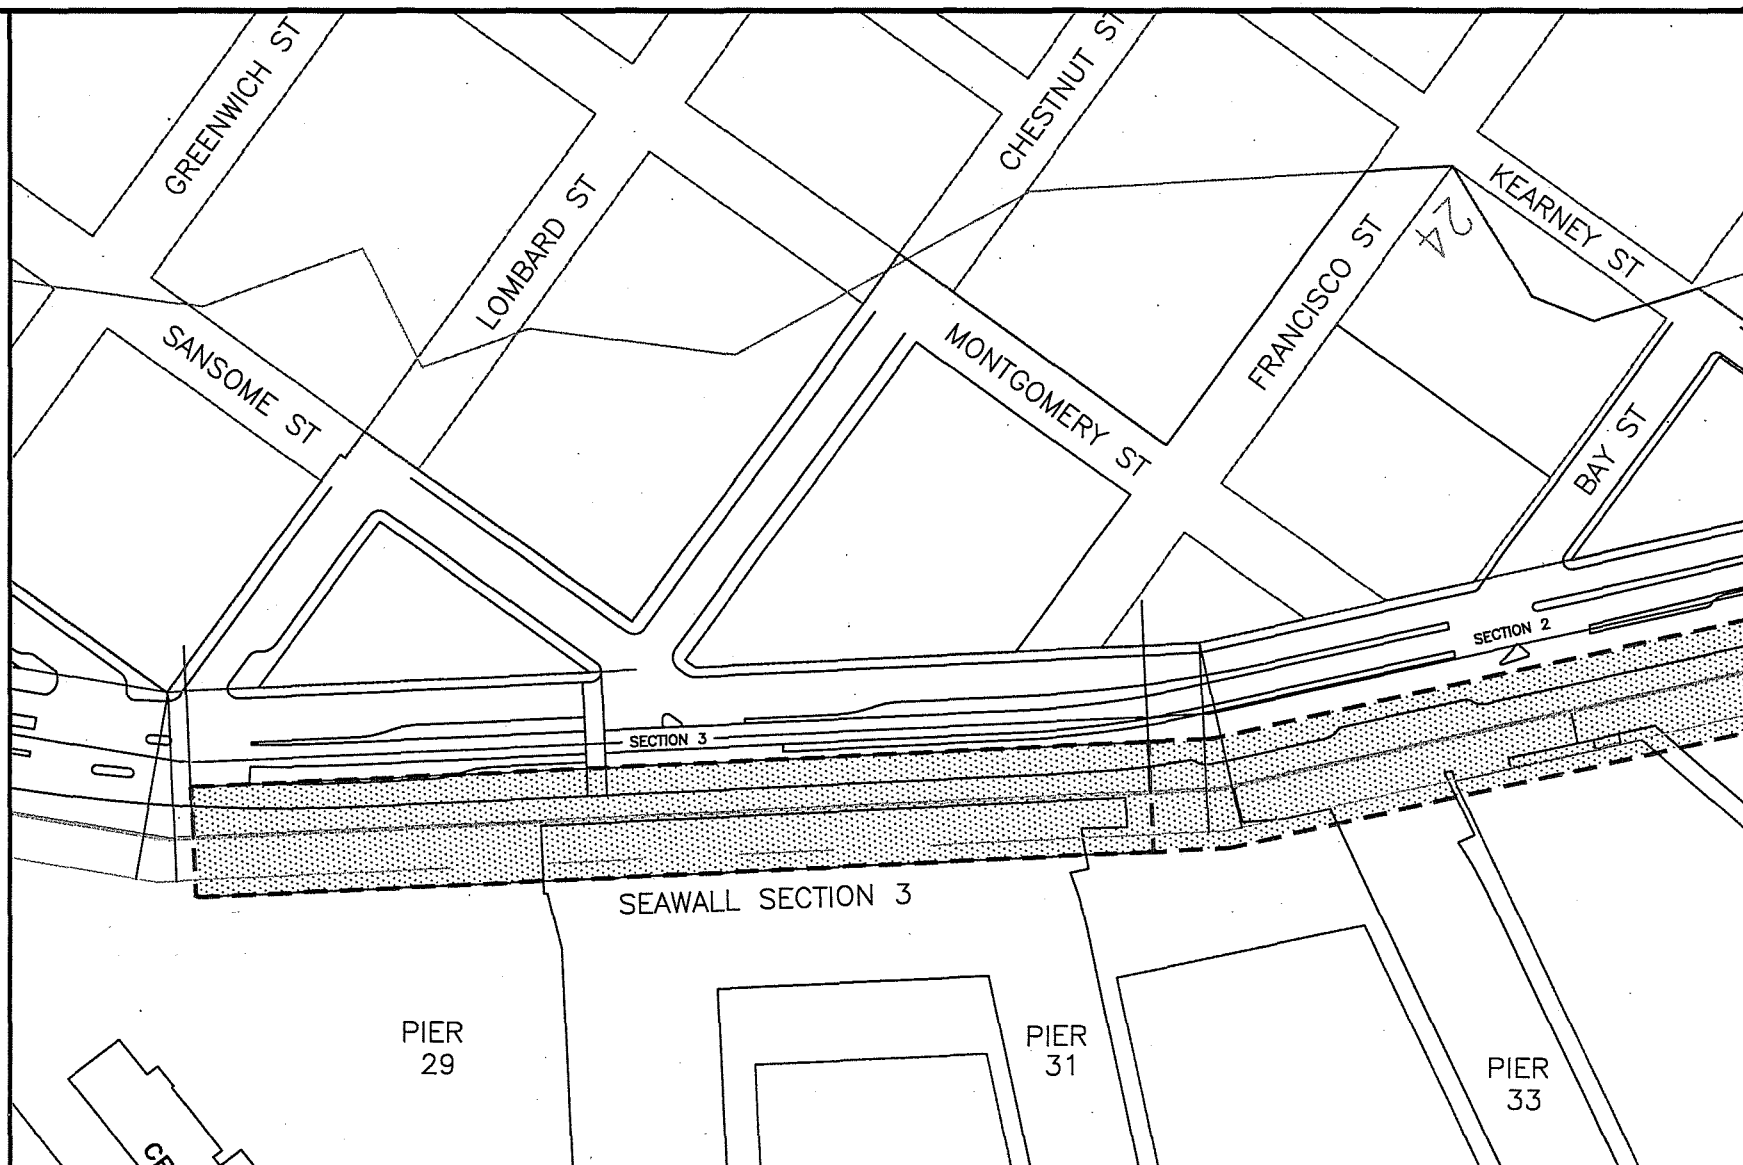 GREENWICH ST
CHESTNUT ST
LOMBARD ST
KEARNEY ST
24
FRANCISCO ST
SANSOME ST
MONTGOMERY ST
BAY ST
SECTION 2
SECTION 3
SEAWALL SECTION 3
PIER
29
PIER
31
PIER
33